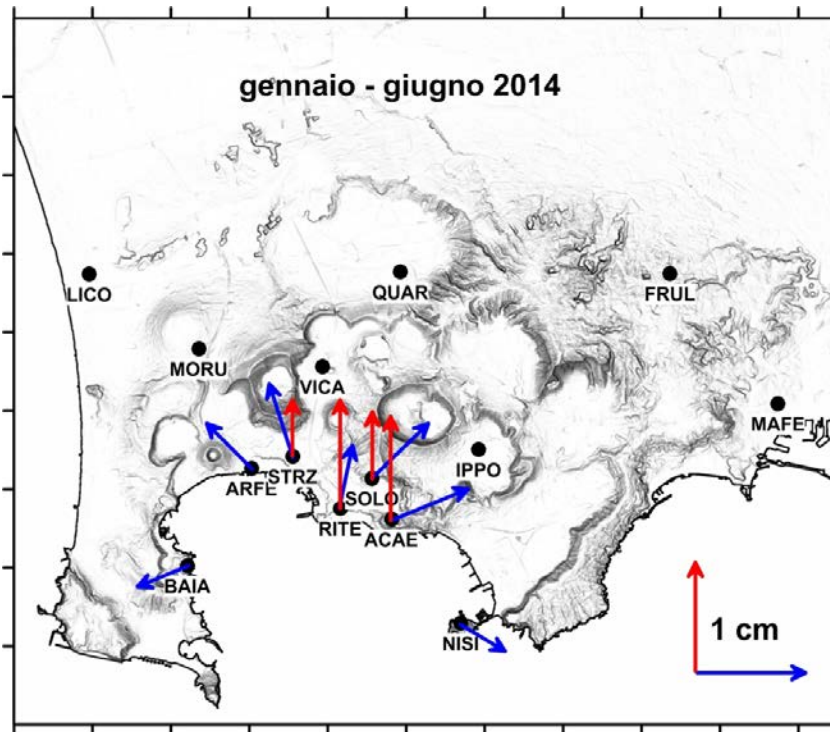 gennaio - giugno 2014
LICO
QUAR
FRUL
MORU
VICA
MAFE
ARFE
STRZ
SOLO
IPPO
RITE
ACAE
BAIA
NISI
1 cm